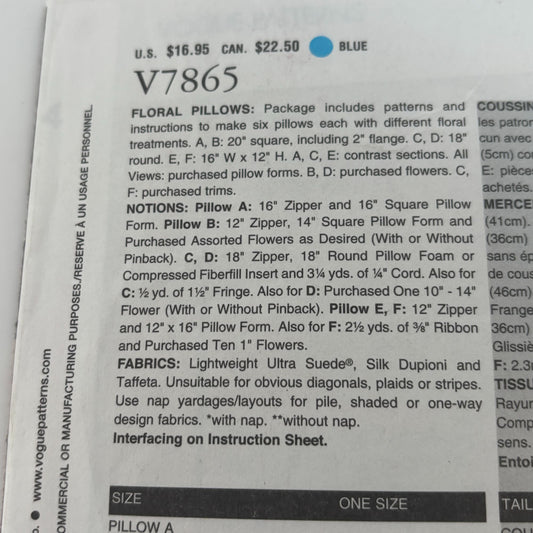 U.S. $16.95 CAN. $22.50 BLUE
V7865
FLORAL PILLOWS: Package includes patterns and
instructions to make six pillows each with different floral
treatments. A, B: 20" square, including 2" flange. C, D: 18"
round. E, F: 16" W x 12" H. A, C, E: contrast sections. All
Views: purchased pillow forms. B, D: purchased flowers. C,
F: purchased trims.
NOTIONS: Pillow A: 16" Zipper and 16" Square Pillow
Form. Pillow B: 12" Zipper, 14" Square Pillow Form and
Purchased Assorted Flowers as Desired (With or Without
Pinback). C, D: 18" Zipper, 18" Round Pillow Foam or
Compressed Fiberfill Insert and 3¼ yds. of ¼" Cord. Also for
C: ½ yd. of 1½" Fringe. Also for D: Purchased One 10" - 14"
Flower (With or Without Pinback). Pillow E, F: 12" Zipper
and 12" x 16" Pillow Form. Also for F: 2½ yds. of ⅜" Ribbon
and Purchased Ten 1" Flowers.
FABRICS: Lightweight Ultra Suede®, Silk Dupioni and
Taffeta. Unsuitable for obvious diagonals, plaids or stripes.
Use nap yardages/layouts for pile, shaded or one-way
design fabrics. *with nap. **without nap.
Interfacing on Instruction Sheet.
SIZE ONE SIZE
PILLOW A
COUSSIN
les patron
cun avec
(5cm) co
E: pièce
achetés.
MERCE
(41cm).
(36cm)
sans ép
de cous
(46cm)
Frange
36cm)
Glissiè
F: 2.3
TISSU
Rayur
Comp
sens.
Entoi
TAIL
COU
OMMERCIAL OR MANUFACTURING PURPOSES./RESERVE À UN USAGE PERSONNEL.
o. • www.voguepatterns.com